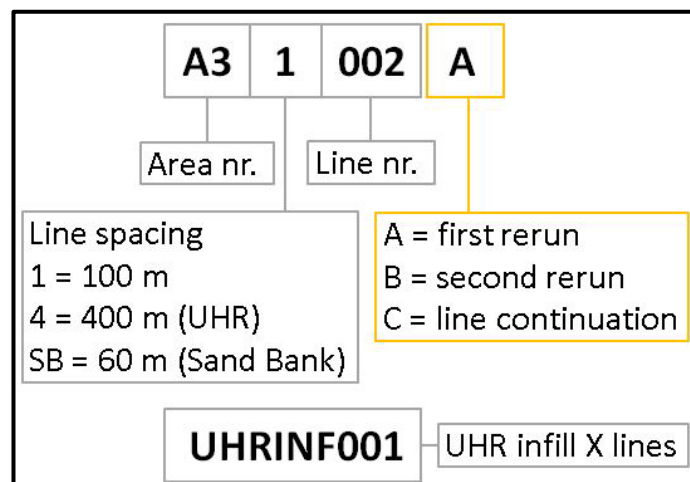 A3 1 002 A
Area nr. Line nr.
Line spacing
1 = 100 m
4 = 400 m (UHR)
SB = 60 m (Sand Bank)
A = first rerun
B = second rerun
C = line continuation
UHRINF001 UHR infill X lines